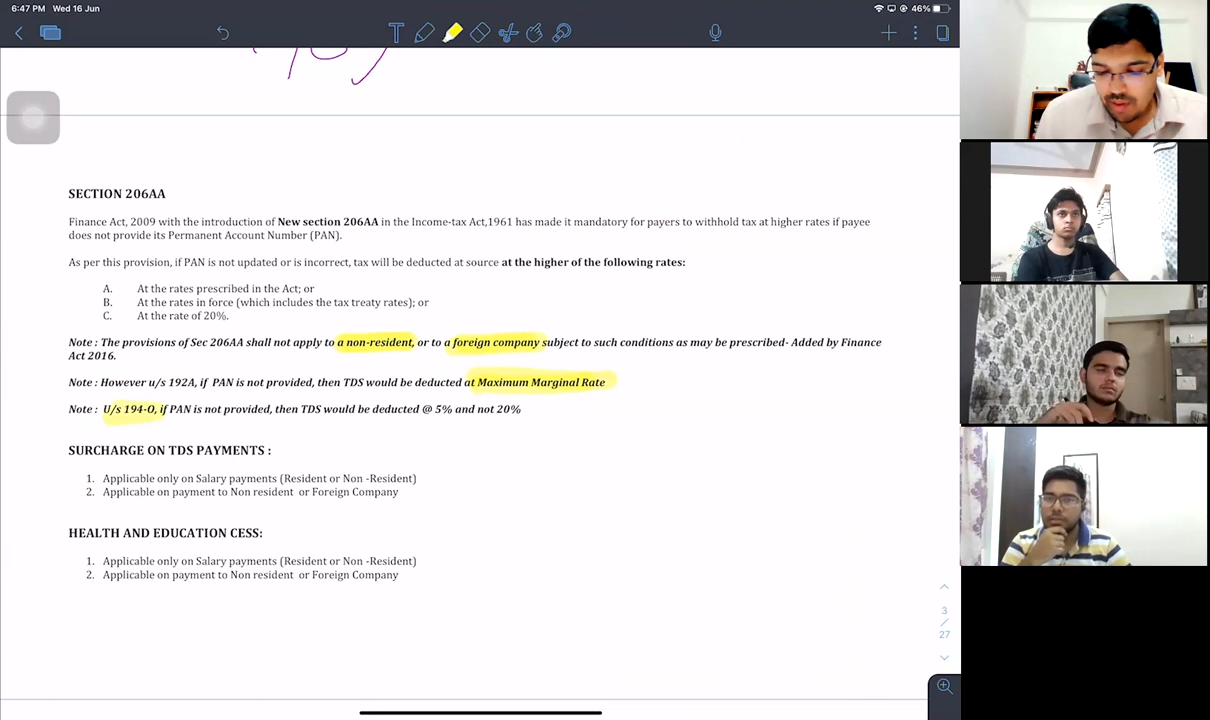 6:47 PM Wed 16 Jun
46%
T
SECTION 206AA
Finance Act, 2009 with the introduction of New section 206AA in the Income-tax Act,1961 has made it mandatory for payers to withhold tax at higher rates if payee
does not provide its Permanent Account Number (PAN).
As per this provision, if PAN is not updated or is incorrect, tax will be deducted at source at the higher of the following rates:
A. At the rates prescribed in the Act; or
B. At the rates in force (which includes the tax treaty rates); or
C. At the rate of 20%.
Note : The provisions of Sec 206AA shall not apply to a non-resident, or to a foreign company subject to such conditions as may be prescribed- Added by Finance
Act 2016.
Note : However u/s 192A, if PAN is not provided, then TDS would be deducted at Maximum Marginal Rate
Note : U/s 194-O, if PAN is not provided, then TDS would be deducted @ 5% and not 20%
SURCHARGE ON TDS PAYMENTS :
1. Applicable only on Salary payments (Resident or Non -Resident)
2. Applicable on payment to Non resident or Foreign Company
HEALTH AND EDUCATION CESS:
1. Applicable only on Salary payments (Resident or Non -Resident)
2. Applicable on payment to Non resident or Foreign Company
3
/
27